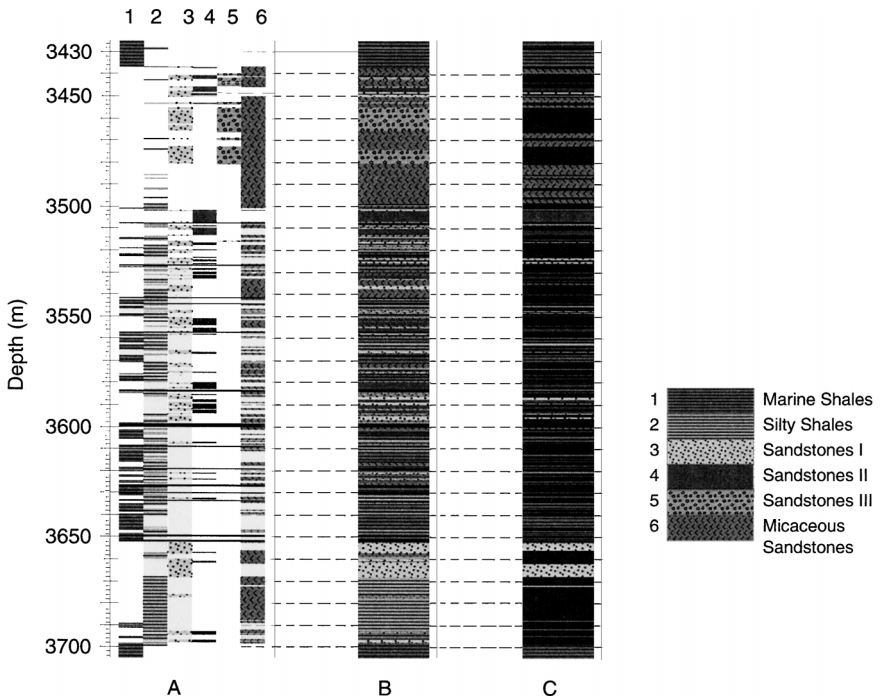 1 2 3 4 5 6
3430
3450
3500
3550
3600
3650
3700
Depth (m)
A B C
1 Marine Shales
2 Silty Shales
3 Sandstones I
4 Sandstones II
5 Sandstones III
6 Micaceous
Sandstones